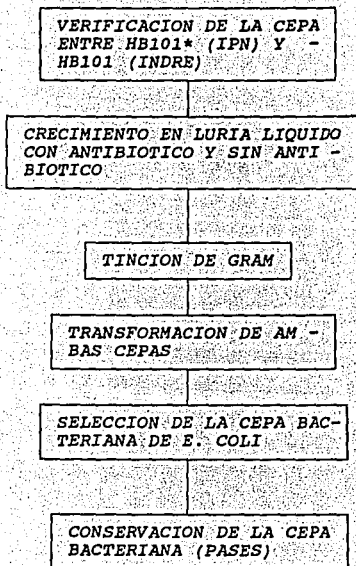 VERIFICACION DE LA CEPA
ENTRE HB101* (IPN) Y -
HB101 (INDRE)
CRECIMIENTO EN LURIA LIQUIDO
CON ANTIBIOTICO Y SIN ANTI -
BIOTICO
TINCION DE GRAM
TRANSFORMACION DE AM -
BAS CEPAS
SELECCION DE LA CEPA BAC-
TERIANA DE E. COLI
CONSERVACION DE LA CEPA
BACTERIANA (PASES)